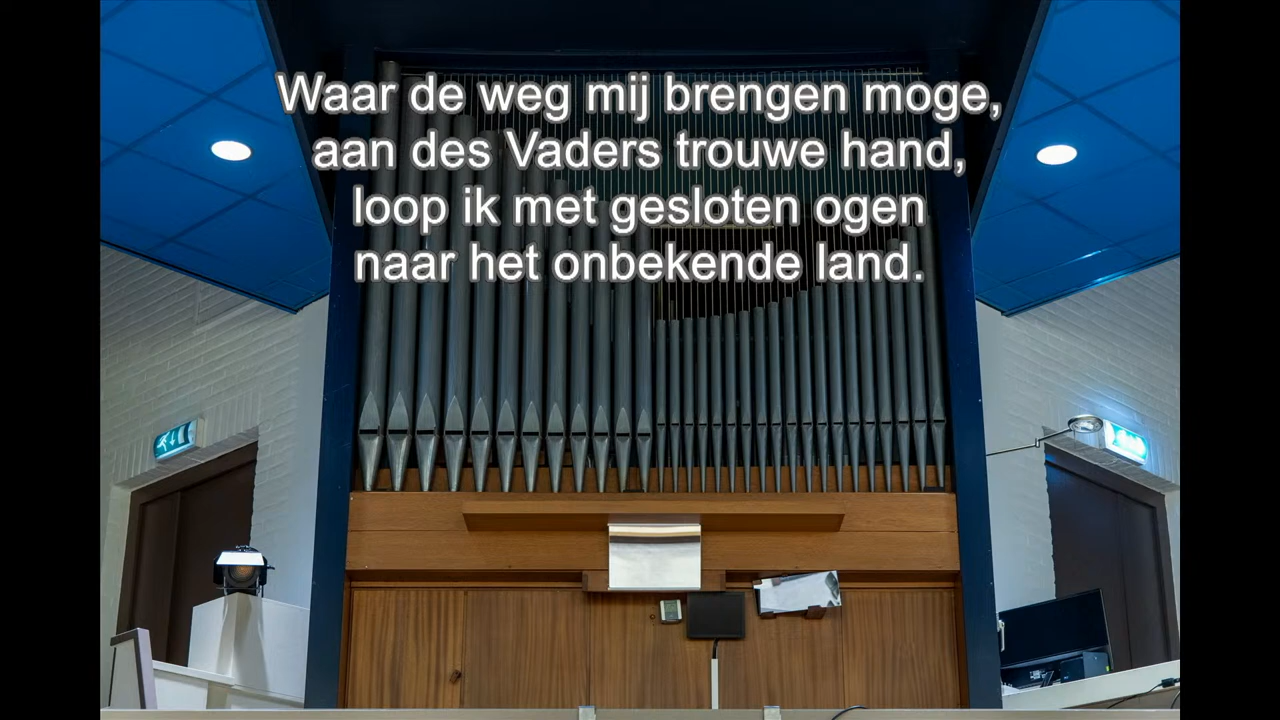 Waar de weg mij brengen moge,
aan des Vaders trouwe hand,
loop ik met gesloten ogen
naar het onbekende land.